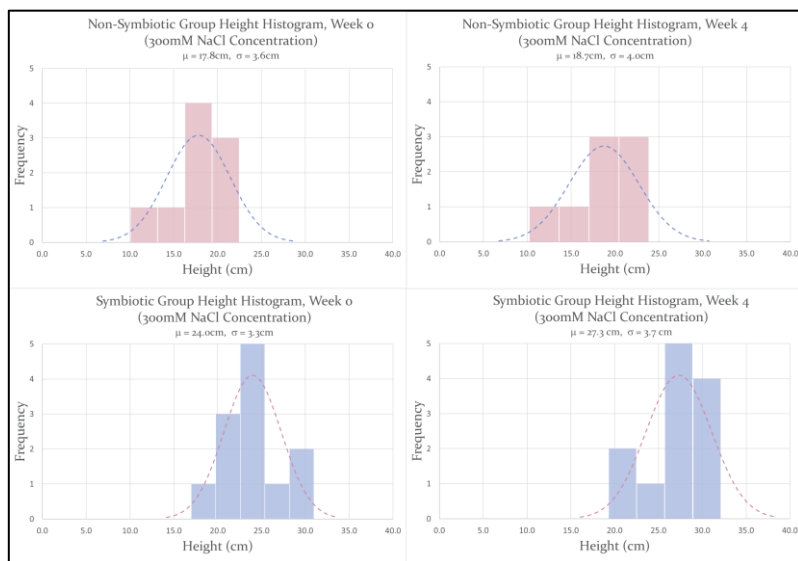 Non-Symbiotic Group Height Histogram, Week 0
(300mM NaCl Concentration)
μ = 17.8cm, σ = 3.6cm
5
4
3
2
1
0
Frequency
0.0 5.0 10.0 15.0 20.0 25.0 30.0 35.0 40.0
Height (cm)
Non-Symbiotic Group Height Histogram, Week 4
(300mM NaCl Concentration)
μ = 18.7cm, σ = 4.0cm
5
4
3
2
1
0
Frequency
0.0 5.0 10.0 15.0 20.0 25.0 30.0 35.0 40.0
Height (cm)
Symbiotic Group Height Histogram, Week 0
(300mM NaCl Concentration)
μ = 24.0cm, σ = 3.3cm
5
4
3
2
1
0
Frequency
0.0 5.0 10.0 15.0 20.0 25.0 30.0 35.0 40.0
Height (cm)
Symbiotic Group Height Histogram, Week 4
(300mM NaCl Concentration)
μ = 27.3 cm, σ = 3.7 cm
5
4
3
2
1
0
Frequency
0.0 5.0 10.0 15.0 20.0 25.0 30.0 35.0 40.0
Height (cm)